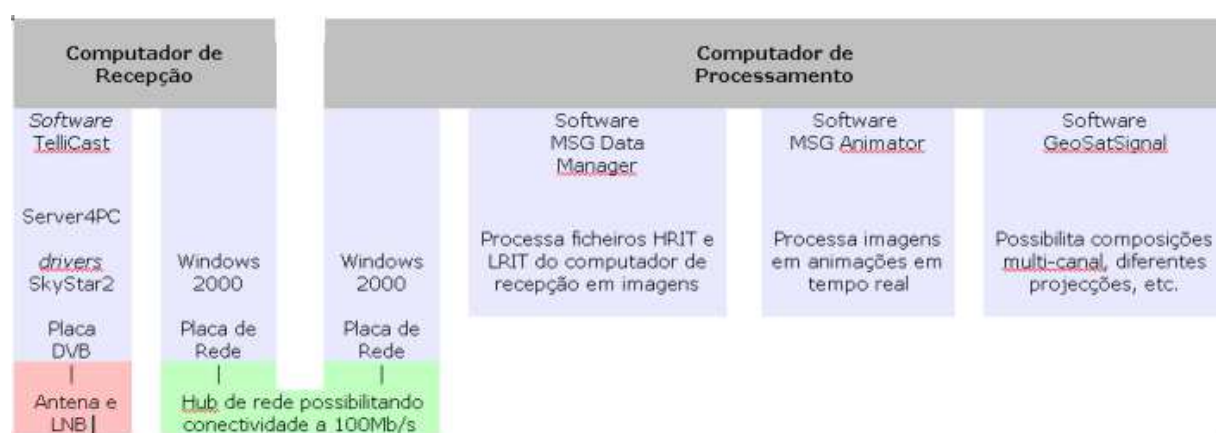 Computador de
Recepção
Computador de
Processamento
Software
TelliCast
Server4PC
drivers
SkyStar2
Placa
DVB
Antena e
LNB
Windows
2000
Placa de
Rede
Windows
2000
Placa de
Rede
Hub de rede possibilitando
conectividade a 100Mb/s
Software
MSG Data
Manager
Processa ficheiros HRIT e
LRIT do computador de
recepção em imagens
Software
MSG Animator
Processa imagens
em animações em
tempo real
Software
GeoSatSignal
Possibilita composições
multi-canal, diferentes
projecções, etc.